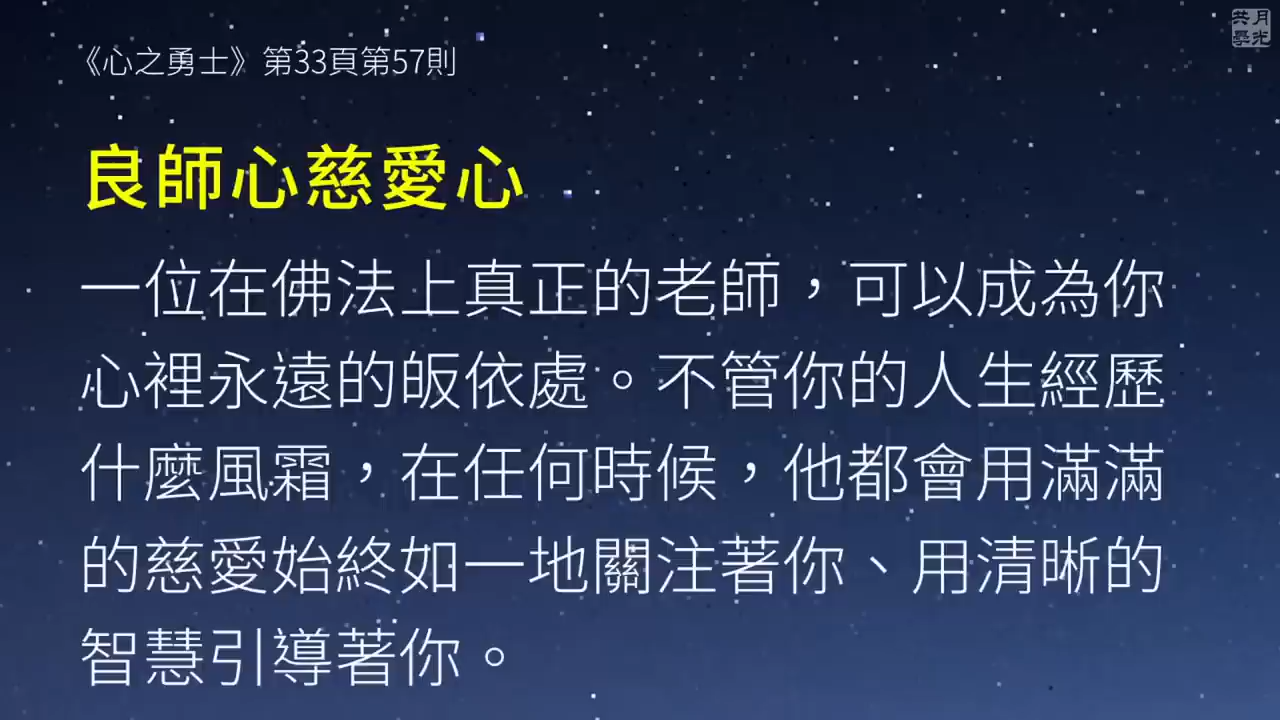 《心之勇士》第33頁第57則
月光
共學
良師心慈愛心
一位在佛法上真正的老師，可以成為你
心裡永遠的皈依處。不管你的人生經歷
什麼風霜，在任何時候，他都會用滿滿
的慈愛始終如一地關注著你、用清晰的
智慧引導著你。